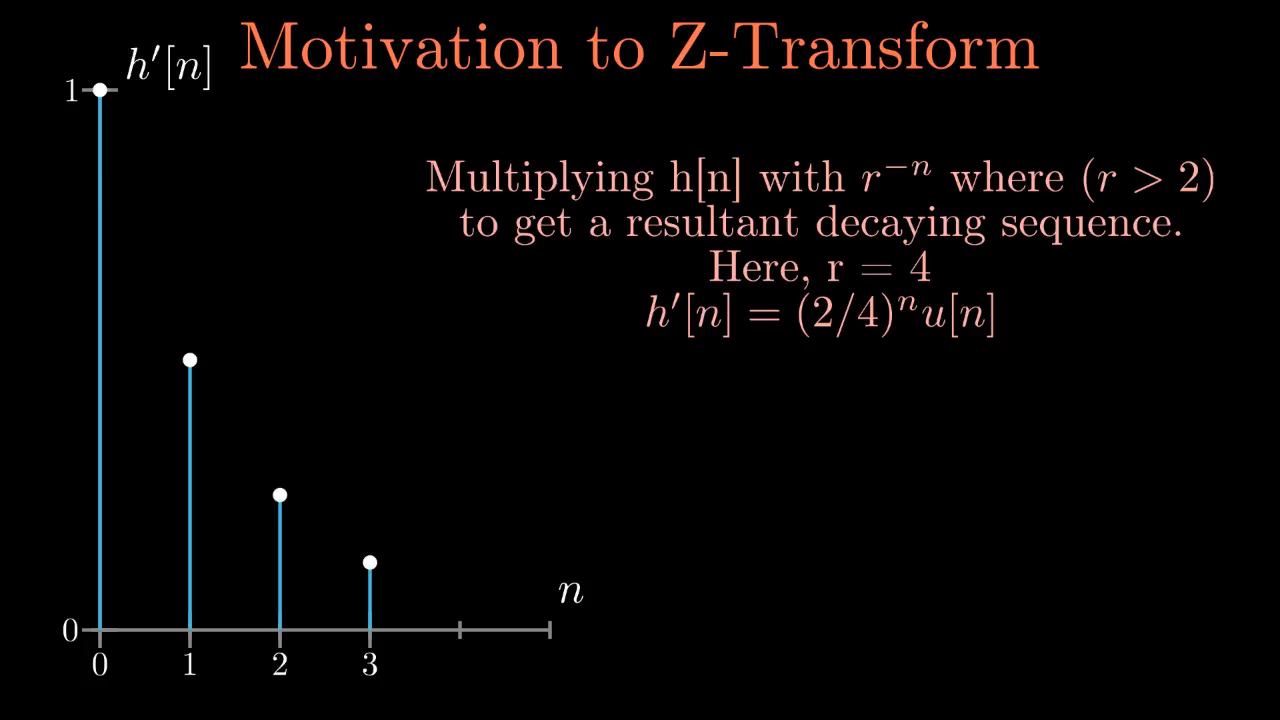 Motivation to Z-Transform
h′[n]
1
Multiplying h[n] with r⁻ⁿ where (r > 2)
to get a resultant decaying sequence.
Here, r = 4
h′[n] = (2/4)ⁿu[n]
n
0
0 1 2 3